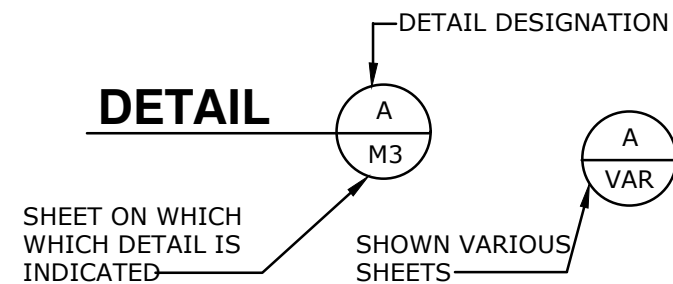 DETAIL DESIGNATION
DETAIL
A
M3
A
VAR
SHEET ON WHICH
WHICH DETAIL IS
INDICATED
SHOWN VARIOUS
SHEETS